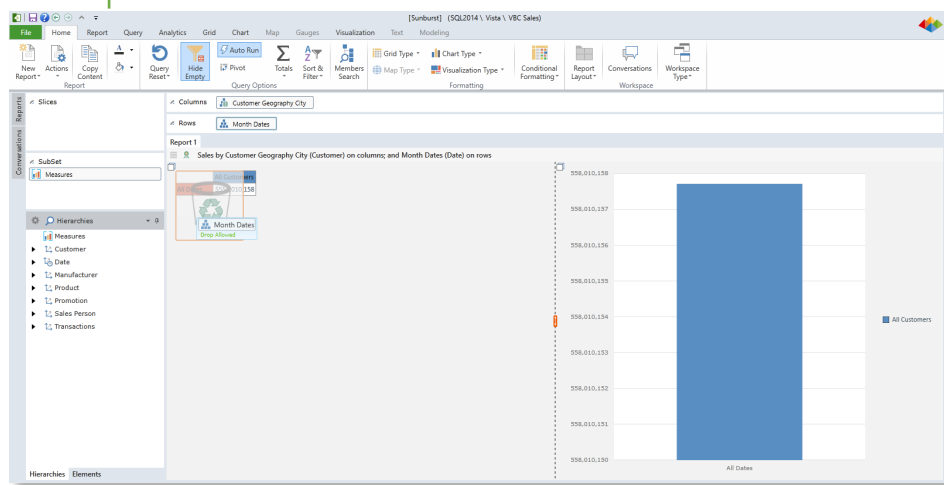 [Sunburst] (SQL2014 \ Vista \ VBC Sales)
File Home Report Query Analytics Grid Chart Map Gauges Visualization Text Modeling
New Report
Actions
Copy Content
Report
Query Reset
Hide Empty
Auto Run
Pivot
Totals
Sort & Filter
Members Search
Query Options
Grid Type
Chart Type
Map Type
Visualization Type
Conditional Formatting
Formatting
Report Layout
Conversations
Workspace Type
Workspace
Reports
Conversations
Slices
SubSet
Measures
Hierarchies
Measures
Customer
Date
Manufacturer
Product
Promotion
Sales Person
Transactions
Hierarchies Elements
Columns Customer Geography City
Rows Month Dates
Report 1
Sales by Customer Geography City (Customer) on columns; and Month Dates (Date) on rows
All Customers
All Dates 558,010,158
Month Dates
Drop Allowed
558,010,158
558,010,157
558,010,156
558,010,155
558,010,154
558,010,153
558,010,152
558,010,151
558,010,150
All Dates
All Customers